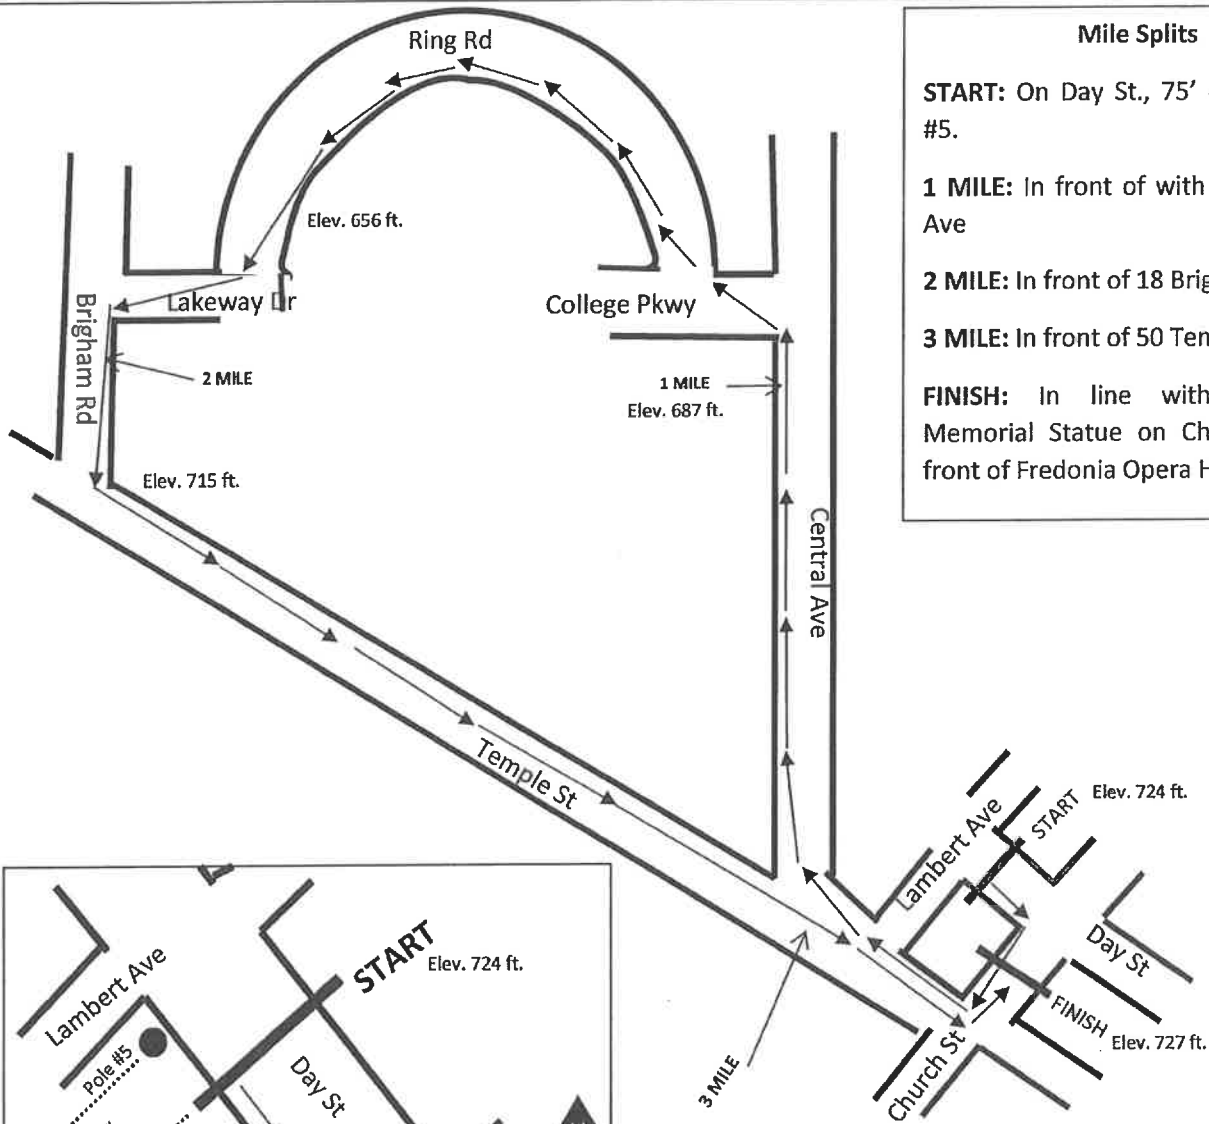 Ring Rd
Elev. 656 ft.
Lakeway Dr
College Pkwy
Brigham Rd
2 MILE
1 MILE
Elev. 687 ft.
Elev. 715 ft.
Central Ave
Temple St
3 MILE
Lambert Ave
START
Elev. 724 ft.
Day St
FINISH
Elev. 727 ft.
Church St
Mile Splits
START: On Day St., 75'
#5.
1 MILE: In front of with
Ave
2 MILE: In front of 18 Brig
3 MILE: In front of 50 Tem
FINISH: In line with
Memorial Statue on Ch
front of Fredonia Opera H
START
Elev. 724 ft.
Lambert Ave
Pole #5
Day St